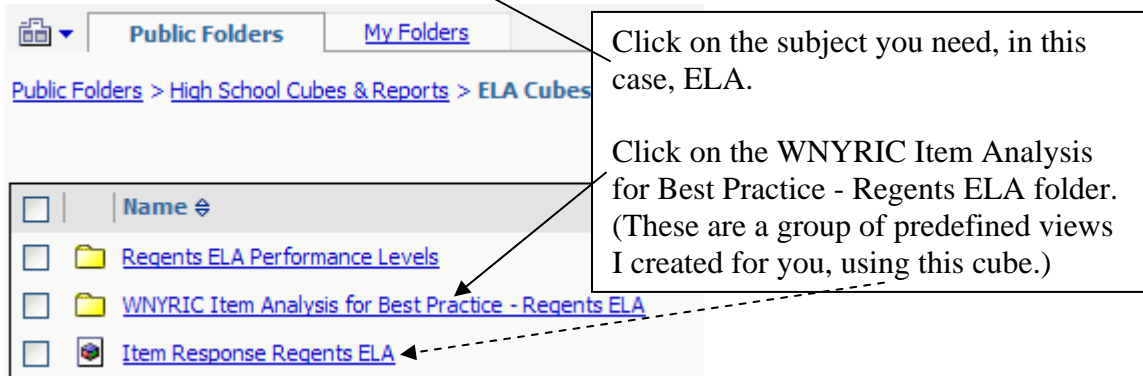 Public Folders My Folders
Public Folders > High School Cubes & Reports > ELA Cubes
Name
Regents ELA Performance Levels
WNYRIC Item Analysis for Best Practice - Regents ELA
Item Response Regents ELA
Click on the subject you need, in this
case, ELA.
Click on the WNYRIC Item Analysis
for Best Practice - Regents ELA folder.
(These are a group of predefined views
I created for you, using this cube.)